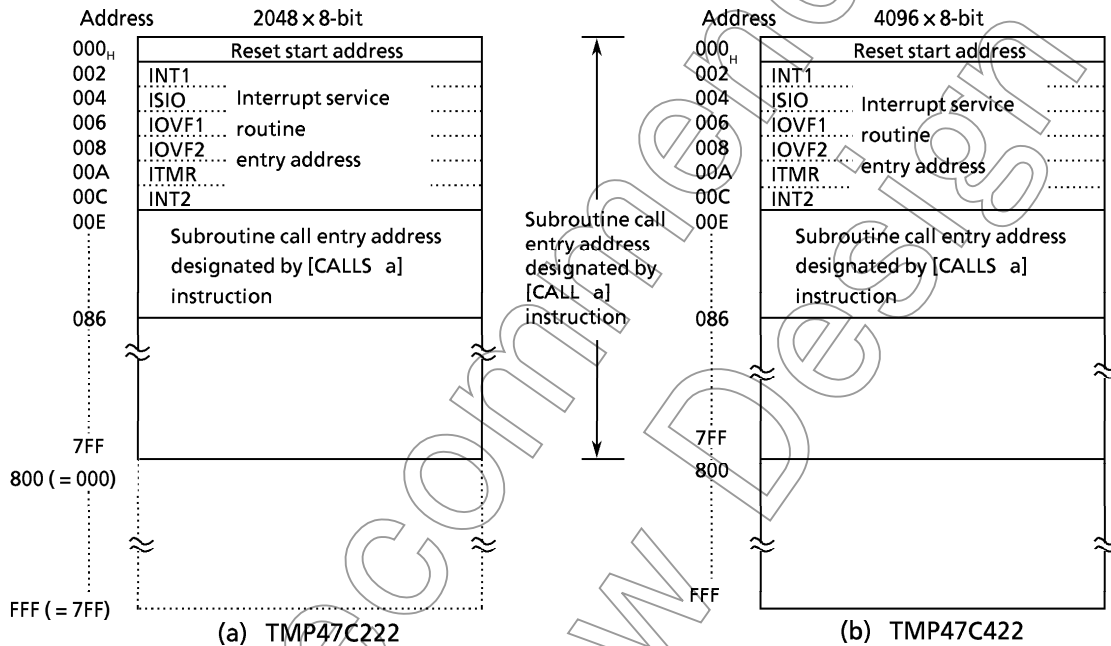 Address 2048 × 8-bit
000H Reset start address
002 INT1
004 ISIO Interrupt service
006 IOVF1 routine
008 IOVF2 entry address
00A ITMR
00C INT2
00E
Subroutine call entry address
designated by [CALLS a]
instruction
086
7FF
800 ( = 000)
FFF ( = 7FF)
(a) TMP47C222
Subroutine call
entry address
designated by
[CALL a]
instruction
Address 4096 × 8-bit
000H Reset start address
002 INT1
004 ISIO Interrupt service
006 IOVF1 routine
008 IOVF2 entry address
00A ITMR
00C INT2
00E
Subroutine call entry address
designated by [CALLS a]
instruction
086
7FF
800
FFF
(b) TMP47C422
ecommen
w Design